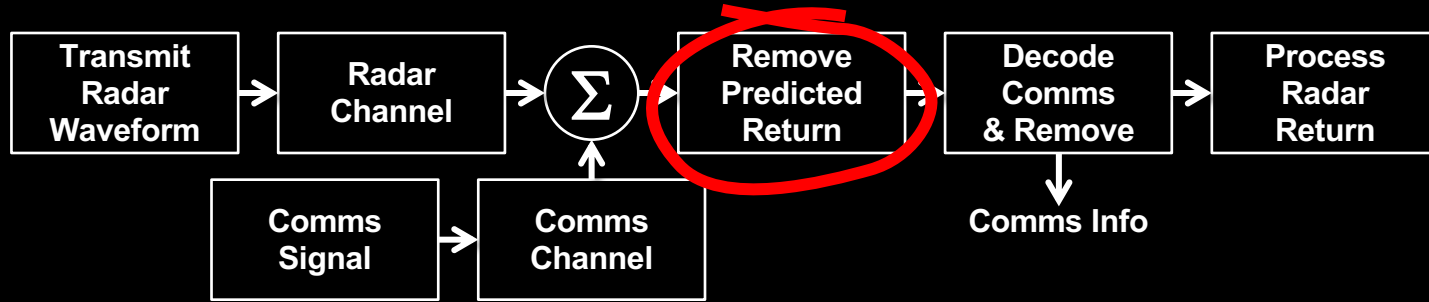 Transmit
Radar
Waveform
Radar
Channel
Σ
Remove
Predicted
Return
Decode
Comms
& Remove
Process
Radar
Return
Comms
Signal
Comms
Channel
Comms Info